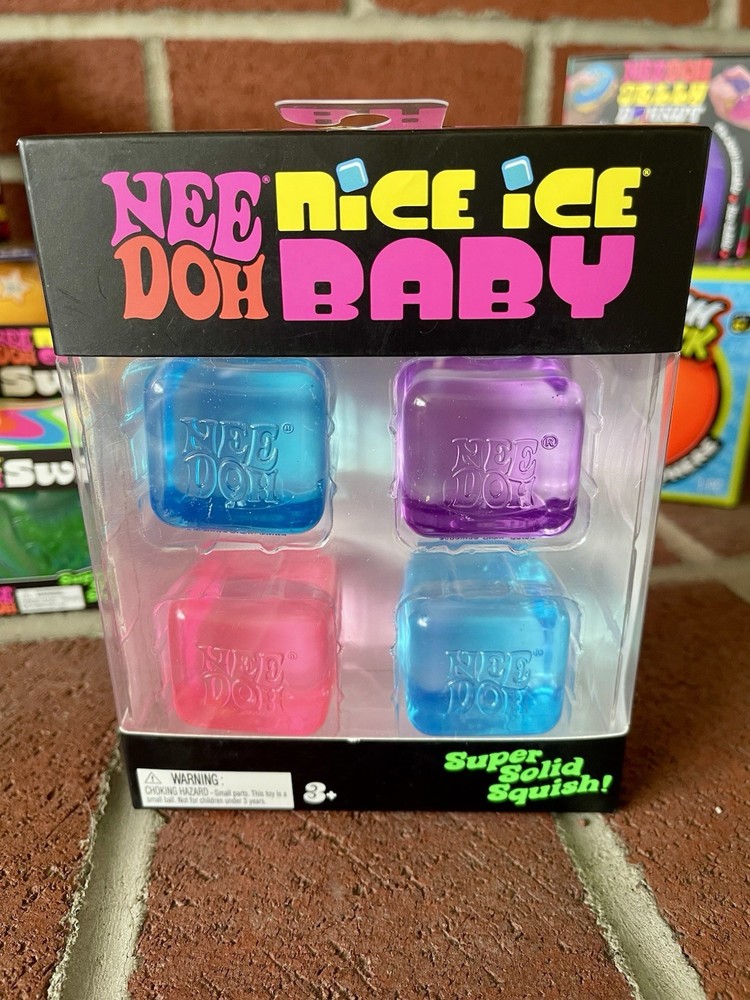 NEE
DOH®
NiCE iCE®
BABY
NEE®
DOH
NEE®
DOH
NEE®
DOH
NEE®
DOH
WARNING:
CHOKING HAZARD - Small parts. This toy is a
small ball. Not for children under 3 years.
3+
Super
Solid
Squish!